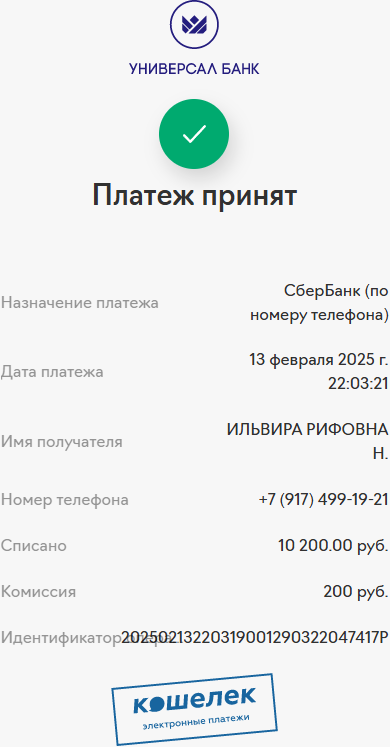 УНИВЕРСАЛ БАНК
Платеж принят
СберБанк (по
Назначение платежа
номеру телефона)
13 февраля 2025 г.
Дата платежа
22:03:21
ИЛЬВИРА РИФОВНА
Имя получателя
Н.
Номер телефона +7 (917) 499-19-21
Списано 10 200.00 руб.
Комиссия 200 руб.
Идентификатор 20250213220319001290322047417P
кошелек
электронные платежи